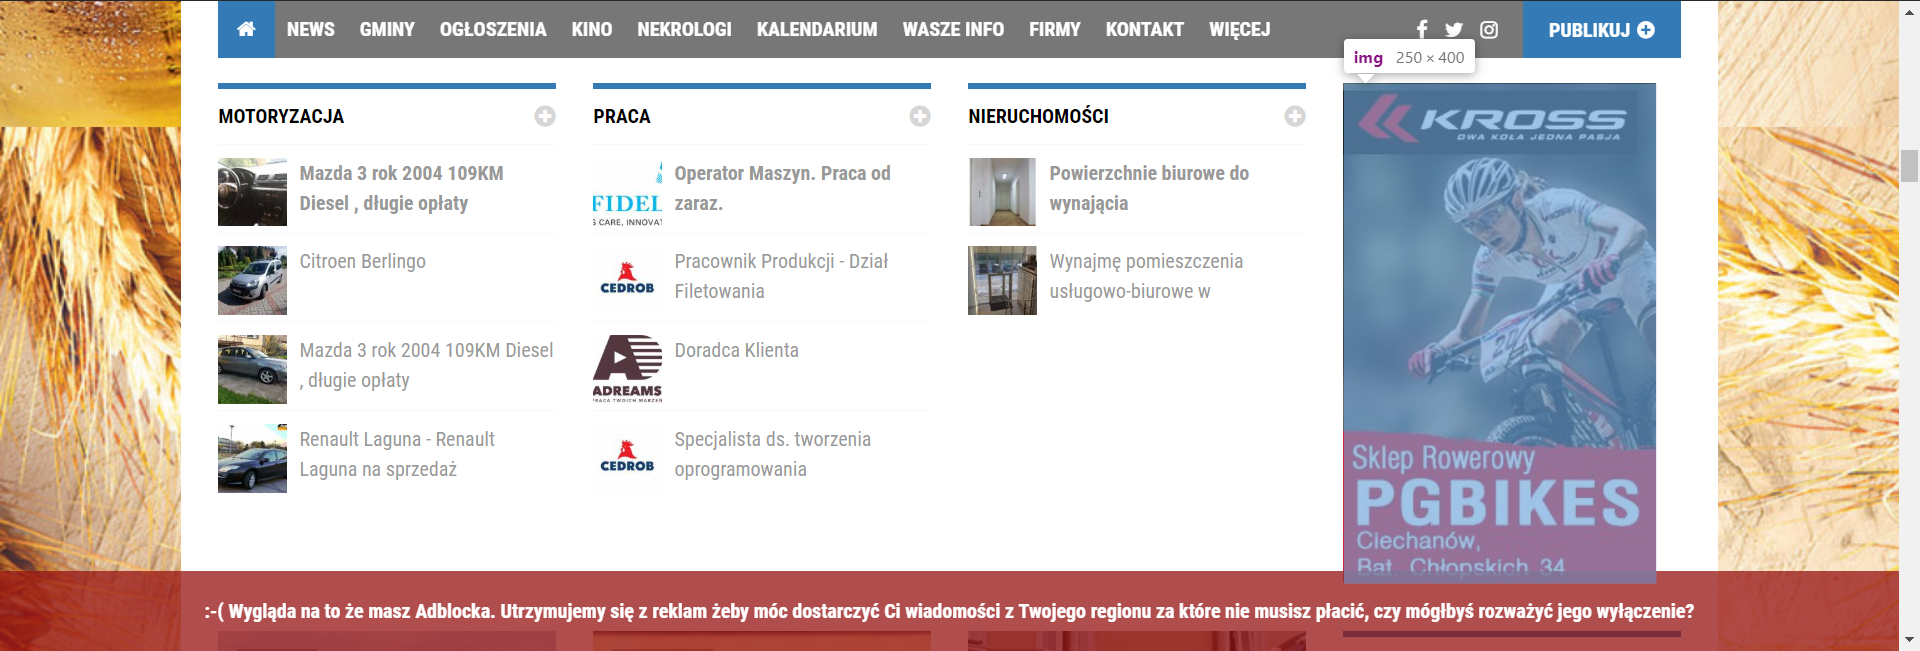 NEWS GMINY OGŁOSZENIA KINO NEKROLOGI KALENDARIUM WASZE INFO FIRMY KONTAKT WIĘCEJ PUBLIKUJ
img 250 × 400
MOTORYZACJA
Mazda 3 rok 2004 109KM
Diesel , długie opłaty
Citroen Berlingo
Mazda 3 rok 2004 109KM Diesel
, długie opłaty
Renault Laguna - Renault
Laguna na sprzedaż
PRACA
FIDEL
S CARE, INNOVAT
Operator Maszyn. Praca od
zaraz.
CEDROB
Pracownik Produkcji - Dział
Filetowania
ADREAMS
PRACA TWOICH MARZEŃ
Doradca Klienta
CEDROB
Specjalista ds. tworzenia
oprogramowania
NIERUCHOMOŚCI
Powierzchnie biurowe do
wynającia
Wynajmę pomieszczenia
usługowo-biurowe w
KROSS
DWA KOŁA JEDNA PASJA
KROSS
Sklep Rowerowy
PGBIKES
Ciechanów,
Bat. Chłopskich 34
:-( Wygląda na to że masz Adblocka. Utrzymujemy się z reklam żeby móc dostarczyć Ci wiadomości z Twojego regionu za które nie musisz płacić, czy mógłbyś rozważyć jego wyłączenie?